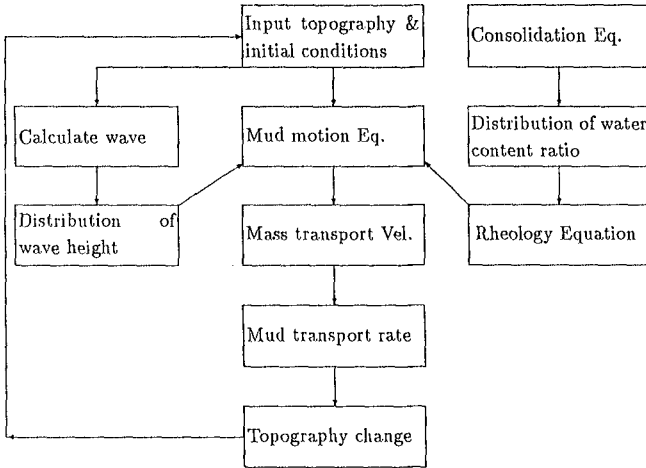 Input topography &
initial conditions
Consolidation Eq.
Calculate wave
Mud motion Eq.
Distribution of water
content ratio
Distribution of
wave height
Mass transport Vel.
Rheology Equation
Mud transport rate
Topography change